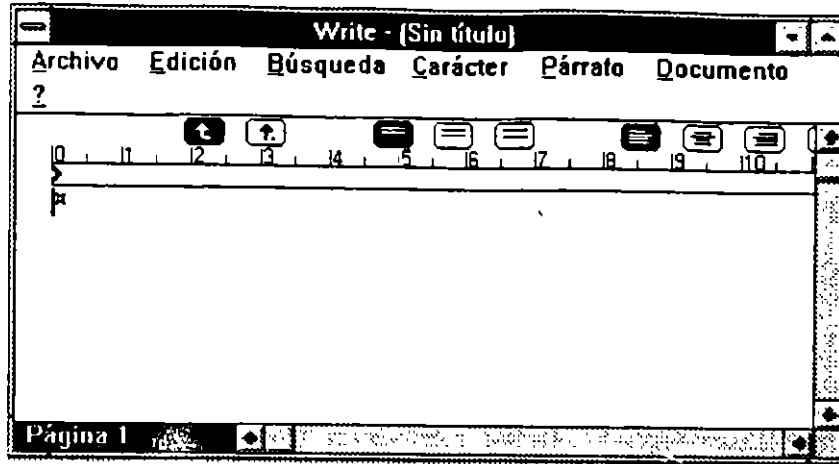 Write - (Sin título)
Archivo Edición Búsqueda Carácter Párrafo Documento
?
0 1 2 3 4 5 6 7 8 9 10
Página 1